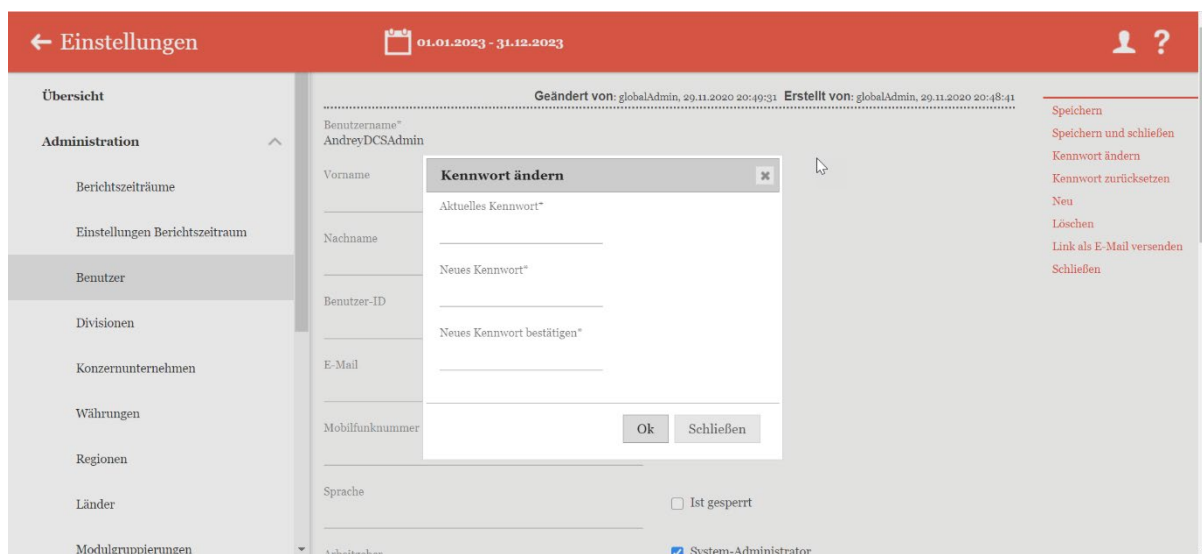 Einstellungen
01.01.2023 - 31.12.2023
?
Übersicht
Administration
Berichtszeiträume
Einstellungen Berichtszeitraum
Benutzer
Divisionen
Konzernunternehmen
Währungen
Regionen
Länder
Modulgruppierungen
Geändert von: globalAdmin, 29.11.2020 20:49:31 Erstellt von: globalAdmin, 29.11.2020 20:48:41
Benutzername*
AndreyDCSAdmin
Vorname
Nachname
Benutzer-ID
E-Mail
Mobilfunknummer
Sprache
Arbeitgeber
Ist gesperrt
System-Administrator
Kennwort ändern
Aktuelles Kennwort*
Neues Kennwort*
Neues Kennwort bestätigen*
Ok Schließen
Speichern
Speichern und schließen
Kennwort ändern
Kennwort zurücksetzen
Neu
Löschen
Link als E-Mail versenden
Schließen